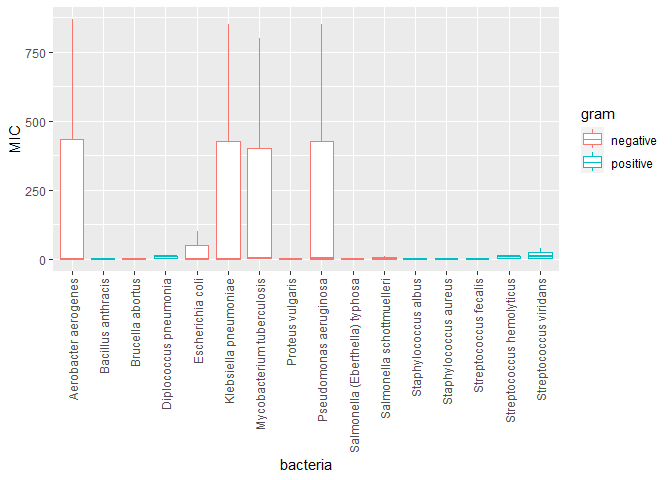 MIC
750
500
250
0
Aerobacter aerogenes
Bacillus anthracis
Brucella abortus
Diplococcus pneumonia
Escherichia coli
Klebsiella pneumoniae
Mycobacterium tuberculosis
Proteus vulgaris
Pseudomonas aeruginosa
Salmonella (Eberthella) typhosa
Salmonella schottmuelleri
Staphylococcus albus
Staphylococcus aureus
Streptococcus fecalis
Streptococcus hemolyticus
Streptococcus viridans
bacteria
gram
negative
positive